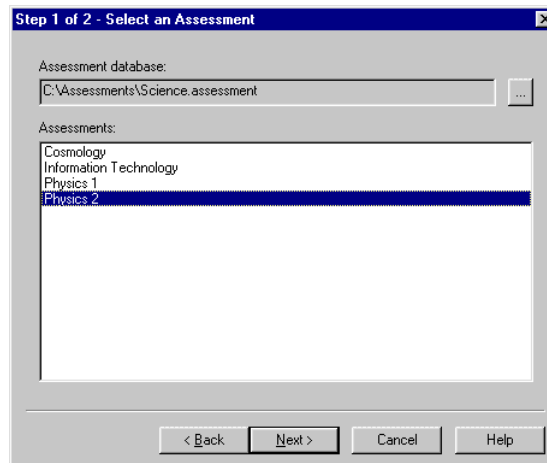 Step 1 of 2 - Select an Assessment
Assessment database:
C:\Assessments\Science.assessment
...
Assessments:
Cosmology
Information Technology
Physics 1
Physics 2
< Back Next > Cancel Help